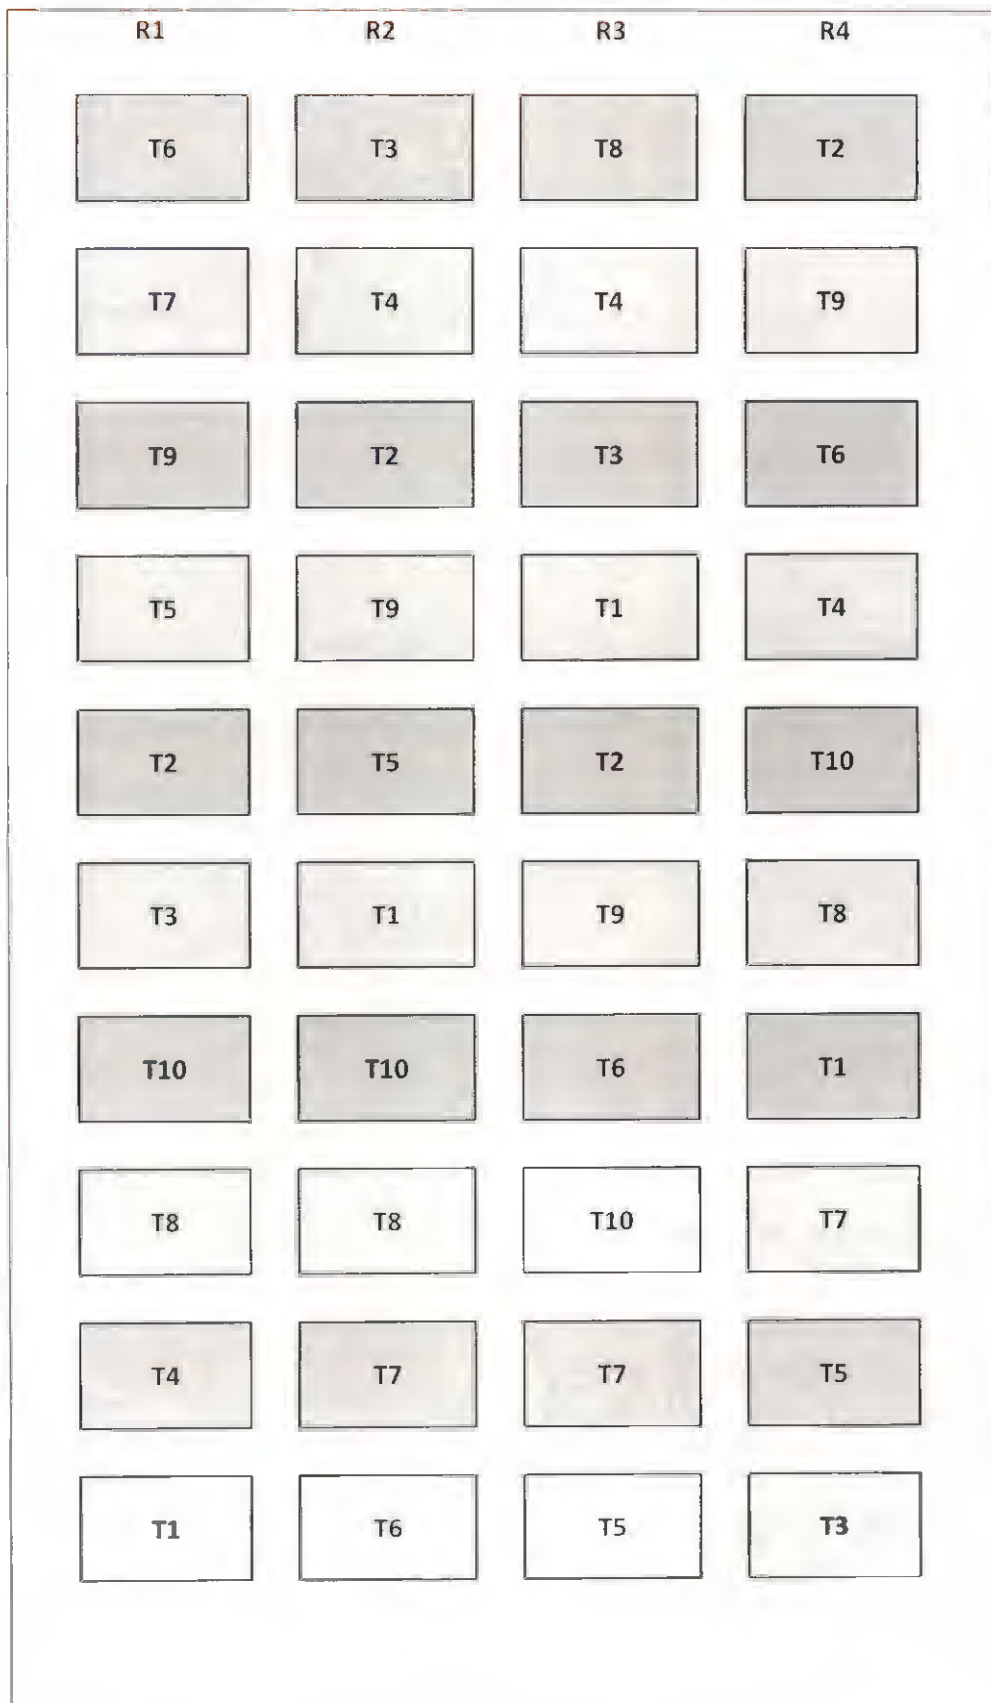 R1 R2 R3 R4
T6 T3 T8 T2
T7 T4 T4 T9
T9 T2 T3 T6
T5 T9 T1 T4
T2 T5 T2 T10
T3 T1 T9 T8
T10 T10 T6 T1
T8 T8 T10 T7
T4 T7 T7 T5
T1 T6 T5 T3